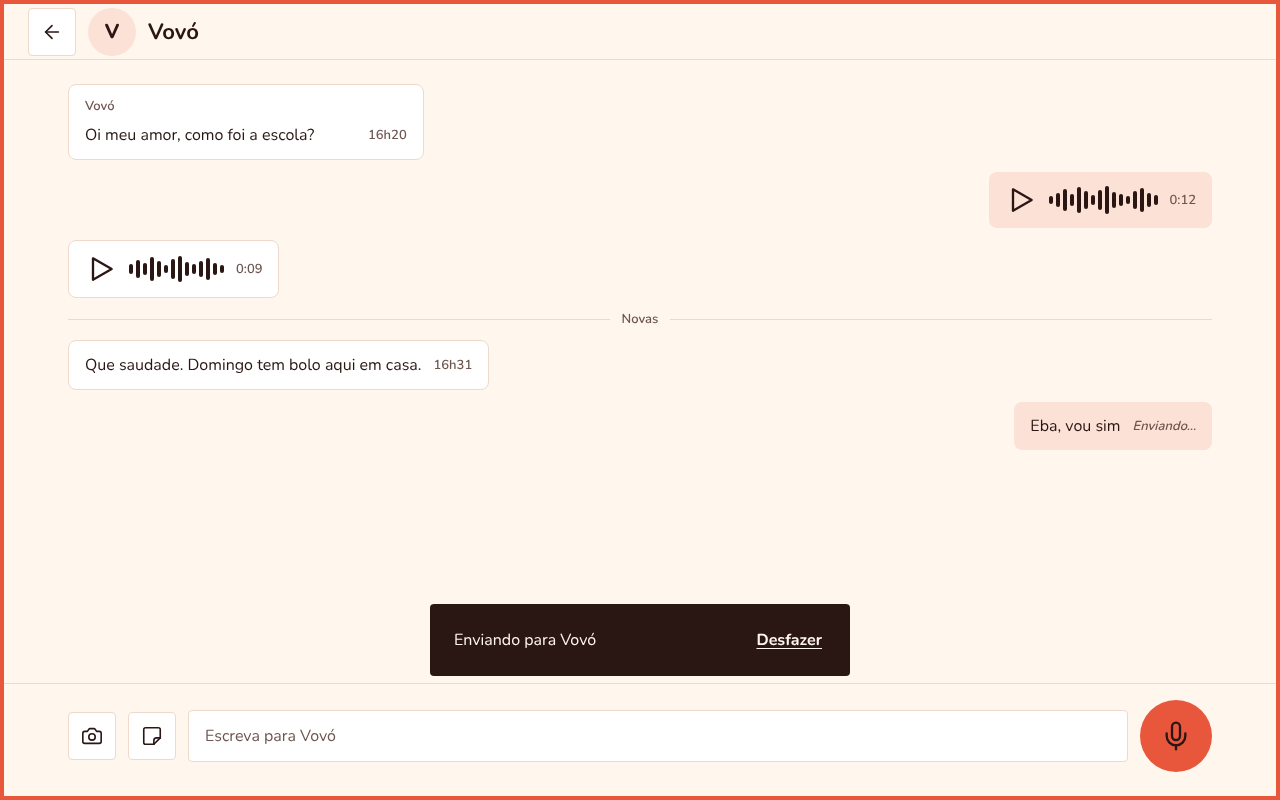 V Vovó
Vovó
Oi meu amor, como foi a escola? 16h20
0:12
0:09
Novas
Que saudade. Domingo tem bolo aqui em casa. 16h31
Eba, vou sim Enviando...
Enviando para Vovó Desfazer
Escreva para Vovó